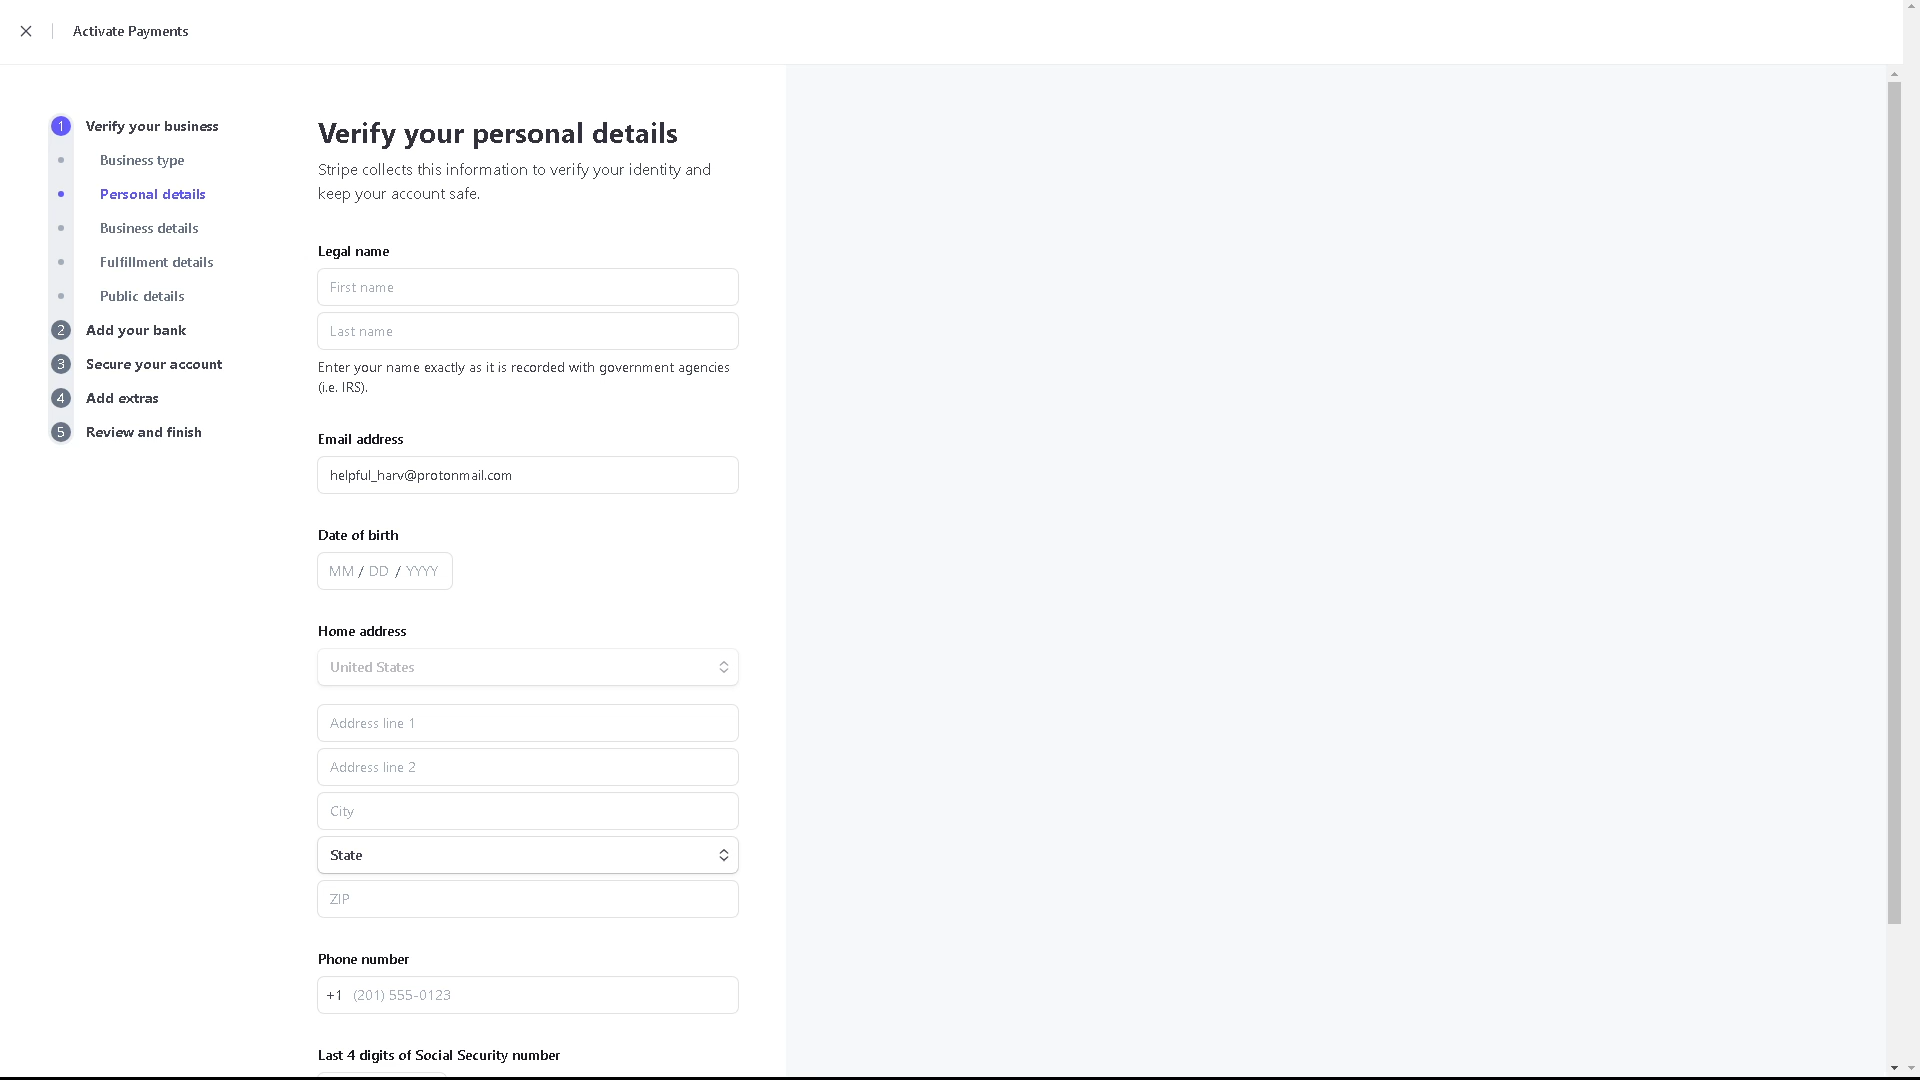 Activate Payments
1 Verify your business
Business type
Personal details
Business details
Fulfillment details
Public details
2 Add your bank
3 Secure your account
4 Add extras
5 Review and finish
Verify your personal details
Stripe collects this information to verify your identity and
keep your account safe.
Legal name
First name
Last name
Enter your name exactly as it is recorded with government agencies
(i.e. IRS).
Email address
helpful_harv@protonmail.com
Date of birth
MM / DD / YYYY
Home address
United States
Address line 1
Address line 2
City
State
ZIP
Phone number
+1 (201) 555-0123
Last 4 digits of Social Security number